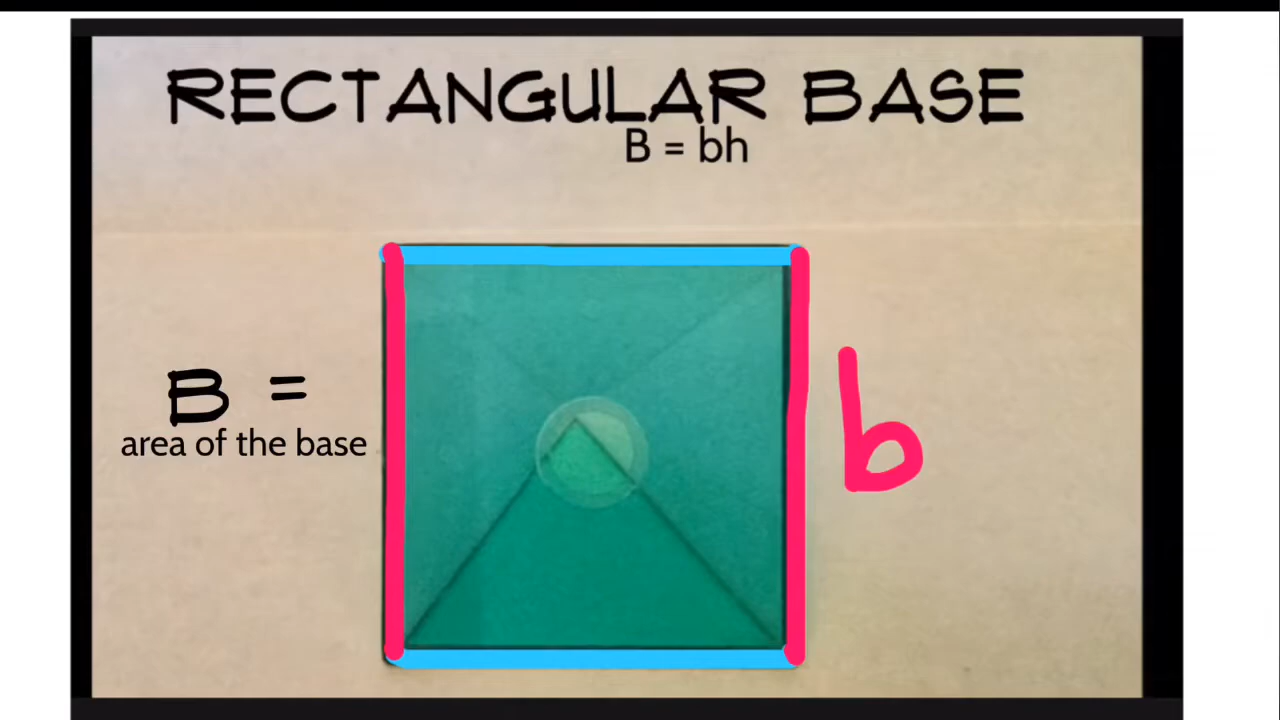 RECTANGULAR BASE
B = bh
B =
area of the base
b